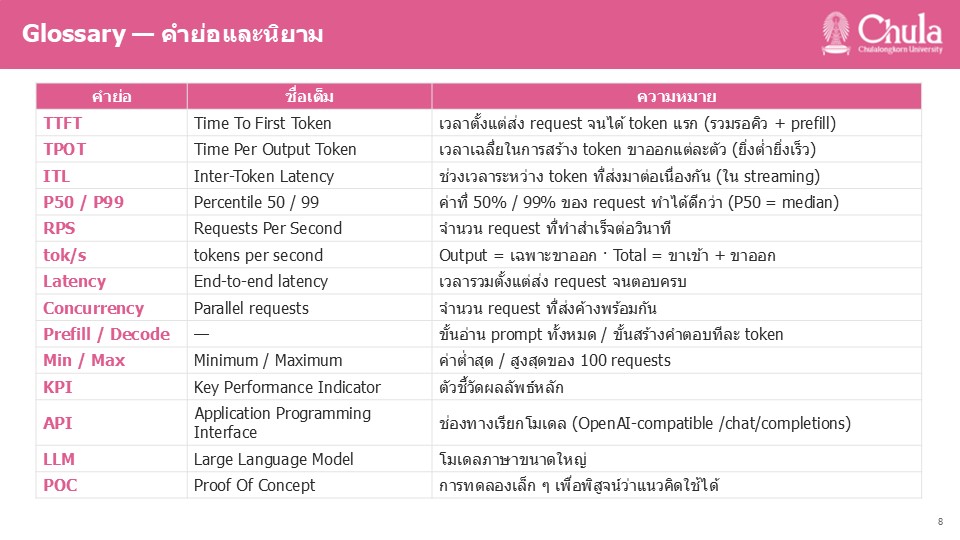 Glossary — คำย่อและนิยาม
Chula
Chulalongkorn University
คำย่อ ชื่อเต็ม ความหมาย
TTFT Time To First Token เวลาตั้งแต่ส่ง request จนได้ token แรก (รวมรอคิว + prefill)
TPOT Time Per Output Token เวลาเฉลี่ยในการสร้าง token ขาออกแต่ละตัว (ยิ่งต่ำยิ่งเร็ว)
ITL Inter-Token Latency ช่วงเวลาระหว่าง token ที่ส่งมาต่อเนื่องกัน (ใน streaming)
P50 / P99 Percentile 50 / 99 ค่าที่ 50% / 99% ของ request ทำได้ดีกว่า (P50 = median)
RPS Requests Per Second จำนวน request ที่ทำสำเร็จต่อวินาที
tok/s tokens per second Output = เฉพาะขาออก · Total = ขาเข้า + ขาออก
Latency End-to-end latency เวลารวมตั้งแต่ส่ง request จนตอบครบ
Concurrency Parallel requests จำนวน request ที่ส่งค้างพร้อมกัน
Prefill / Decode — ขั้นอ่าน prompt ทั้งหมด / ขั้นสร้างคำตอบทีละ token
Min / Max Minimum / Maximum ค่าต่ำสุด / สูงสุดของ 100 requests
KPI Key Performance Indicator ตัวชี้วัดผลลัพธ์หลัก
API Application Programming
Interface ช่องทางเรียกโมเดล (OpenAI-compatible /chat/completions)
LLM Large Language Model โมเดลภาษาขนาดใหญ่
POC Proof Of Concept การทดลองเล็ก ๆ เพื่อพิสูจน์ว่าแนวคิดใช้ได้
8